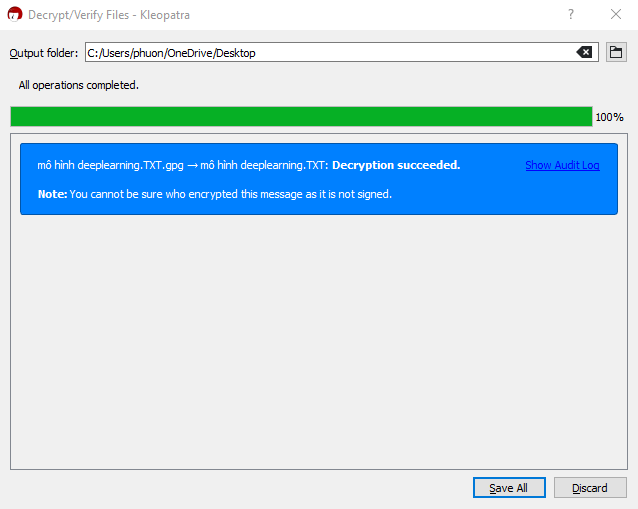 Decrypt/Verify Files - Kleopatra
Output folder: C:/Users/phuon/OneDrive/Desktop
All operations completed.
100%
mô hình deeplearning.TXT.gpg → mô hình deeplearning.TXT: Decryption succeeded. Show Audit Log
Note: You cannot be sure who encrypted this message as it is not signed.
Save All Discard